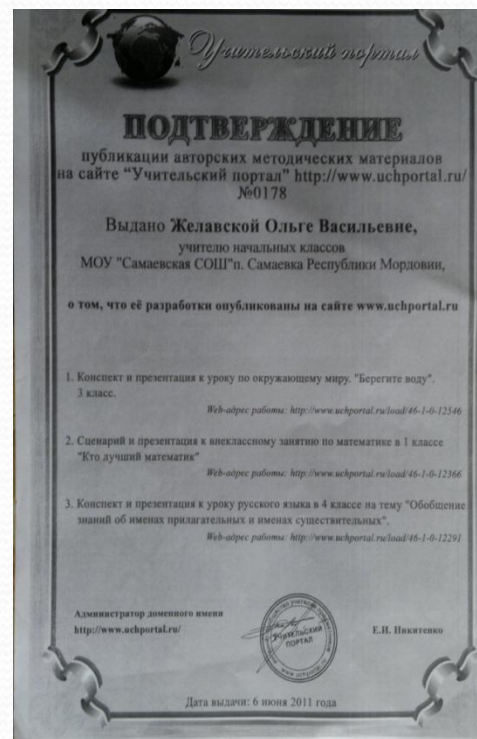 Учительский портал
ПОДТВЕРЖДЕНИЕ
публикации авторских методических материалов
на сайте "Учительский портал" http://www.uchportal.ru/
№0178
Выдано Желавской Ольге Васильевне,
учителю начальных классов
МОУ "Самаевская СОШ"п. Самаевка Республики Мордовии,
о том, что её разработки опубликованы на сайте www.uchportal.ru
1. Конспект и презентация к уроку по окружающему миру. "Берегите воду".
3 класс.
Web-адрес работы: http://www.uchportal.ru/load/46-1-0-12546
2. Сценарий и презентация к внеклассному занятию по математике в 1 классе
"Кто лучший математик"
Web-адрес работы: http://www.uchportal.ru/load/46-1-0-12366
3. Конспект и презентация к уроку русского языка в 4 классе на тему "Обобщение
знаний об именах прилагательных и именах существительных".
Web-адрес работы: http://www.uchportal.ru/load/46-1-0-12291
Администратор доменного имени
http://www.uchportal.ru/
УЧИТЕЛЬСКИЙ
ПОРТАЛ
Е.И. Никитенко
Дата выдачи: 6 июня 2011 года